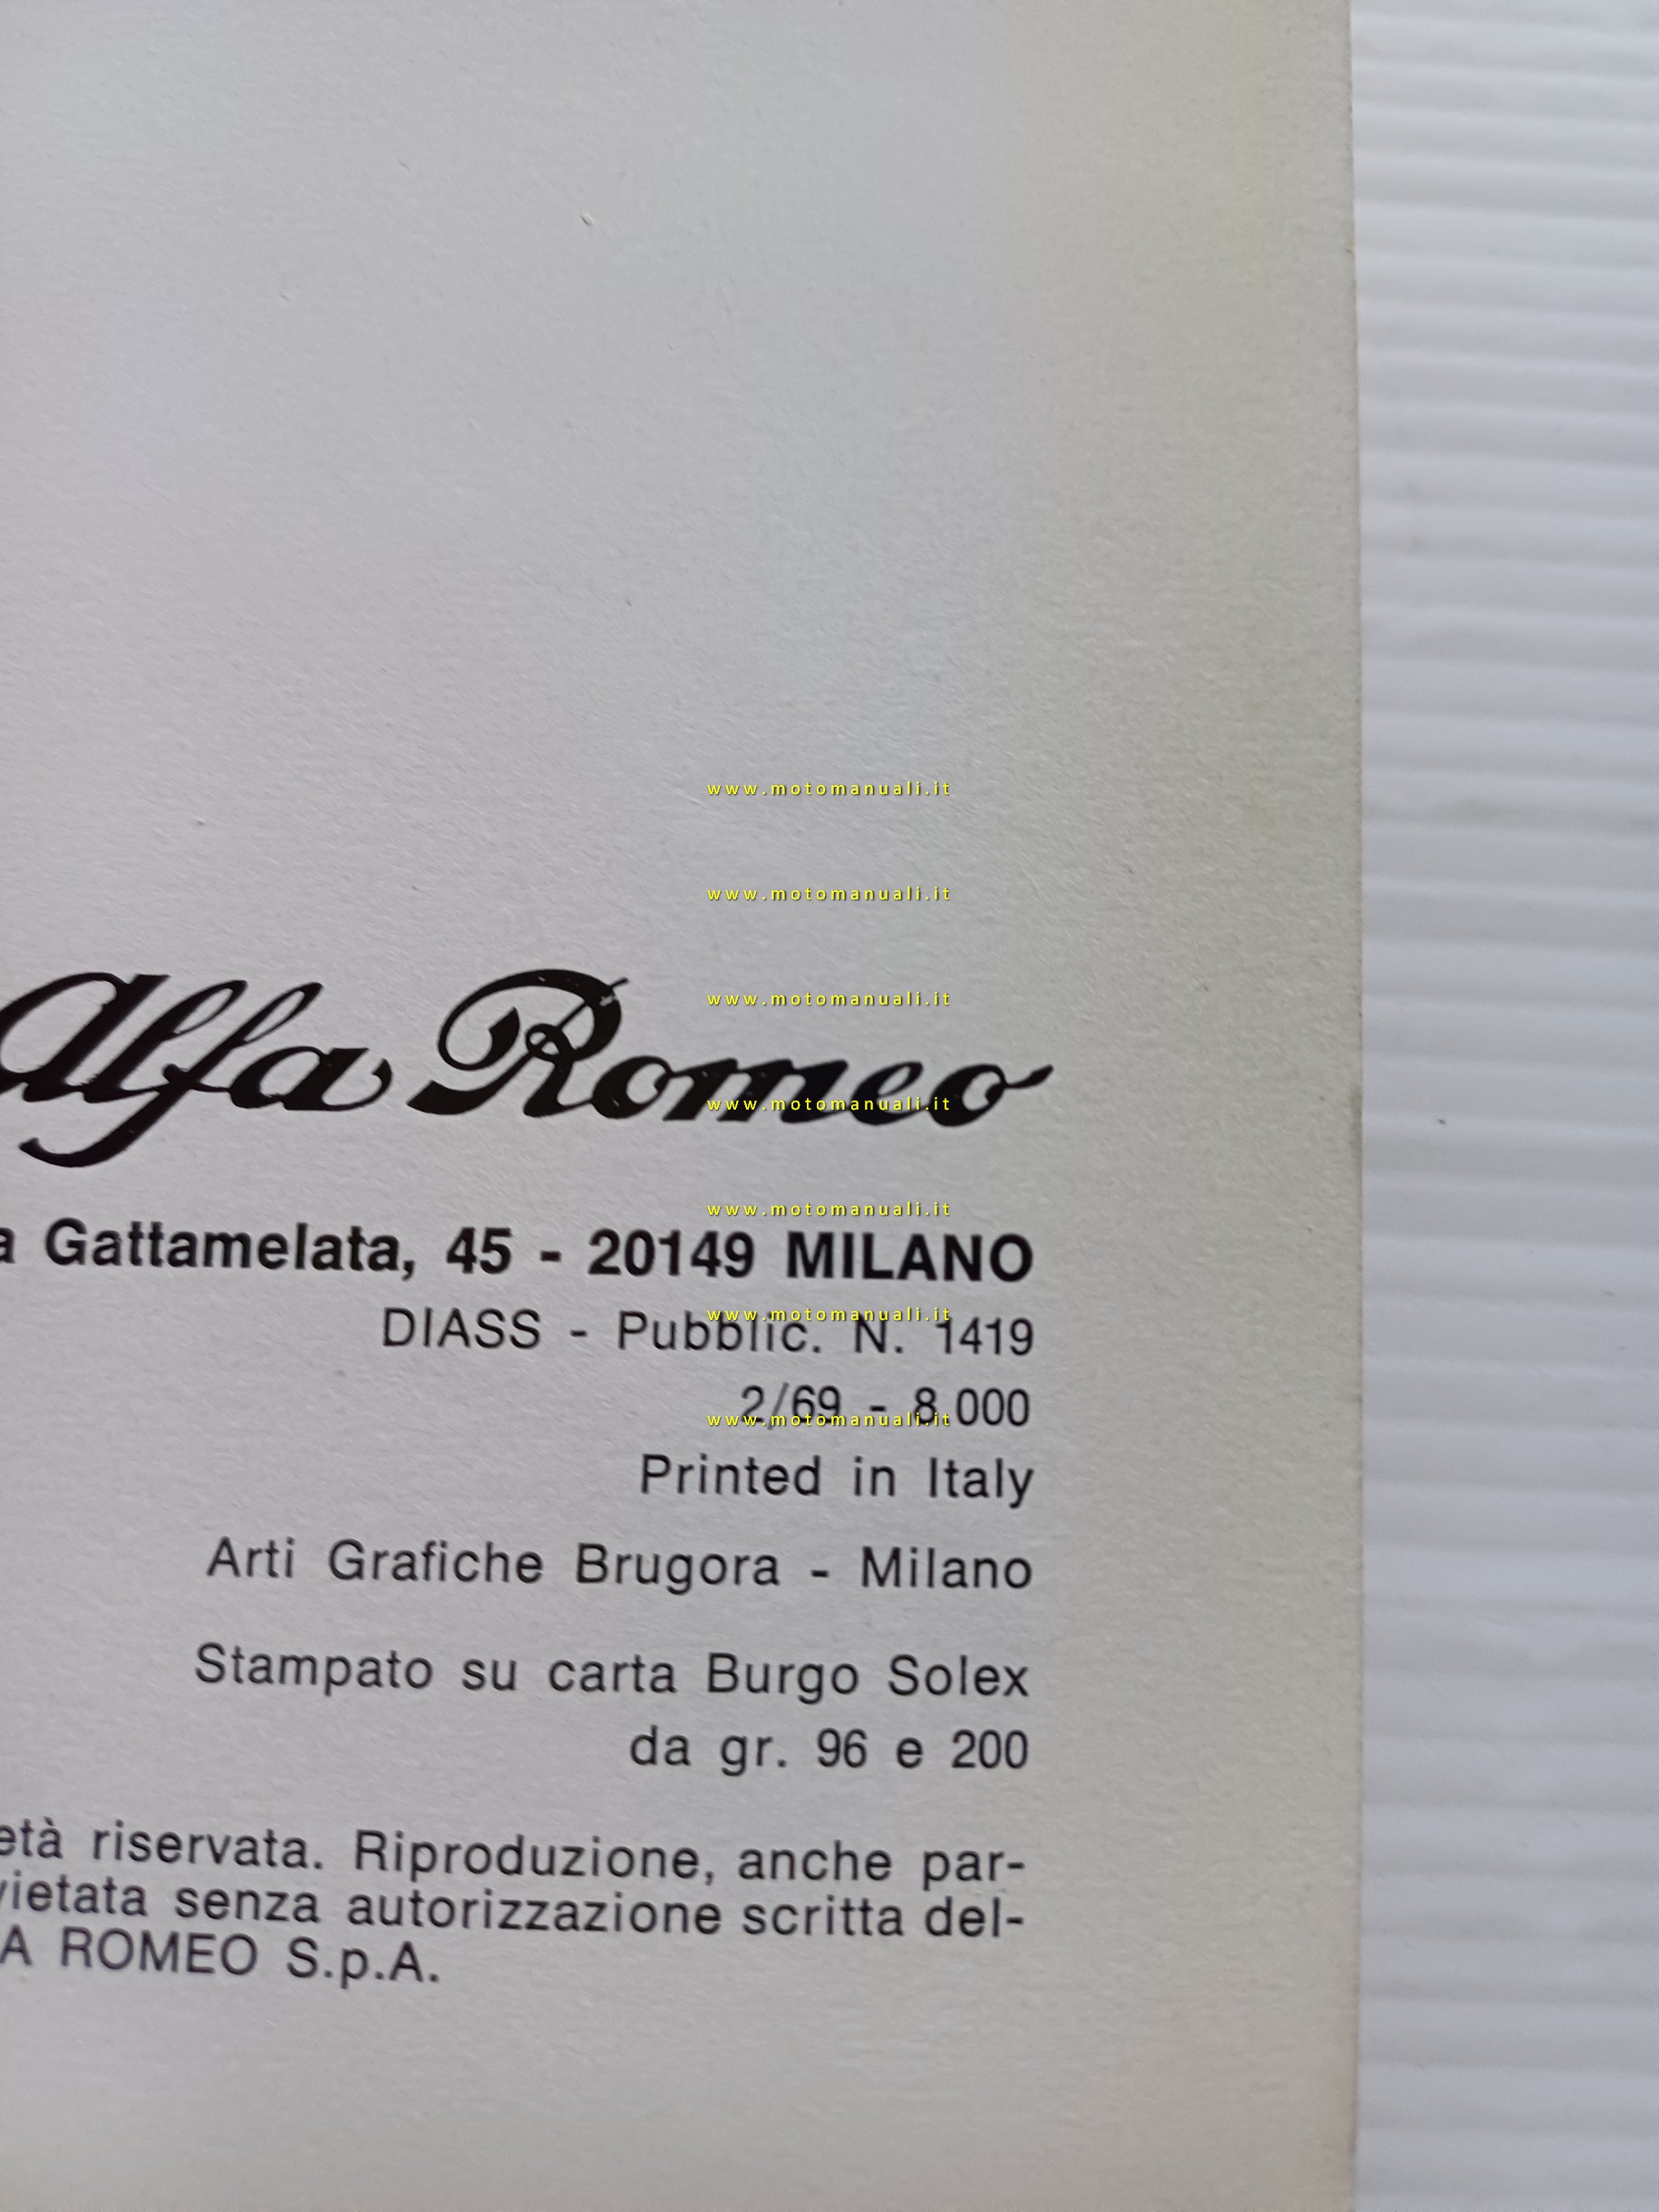 www.motomanuali.it
www.motomanuali.it
www.motomanuali.it
Alfa Romeo
www.motomanuali.it
www.motomanuali.it
a Gattamelata, 45 - 20149 MILANO
www.motomanuali.it
DIASS - Pubblic. N. 1419
2/69 - 8.000
www.motomanuali.it
Printed in Italy
Arti Grafiche Brugora - Milano
Stampato su carta Burgo Solex
da gr. 96 e 200
età riservata. Riproduzione, anche par-
vietata senza autorizzazione scritta del-
A ROMEO S.p.A.